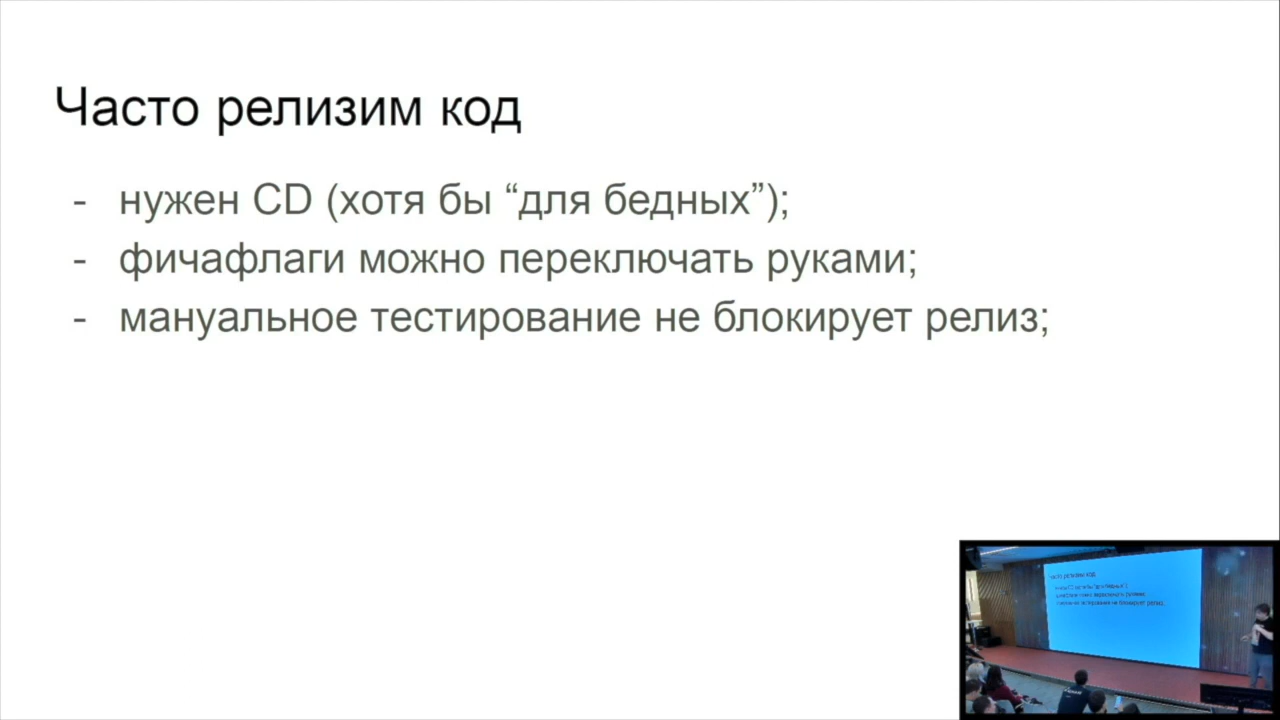 Часто релизим код
- нужен CD (хотя бы “для бедных”);
- фичафлаги можно переключать руками;
- мануальное тестирование не блокирует релиз;